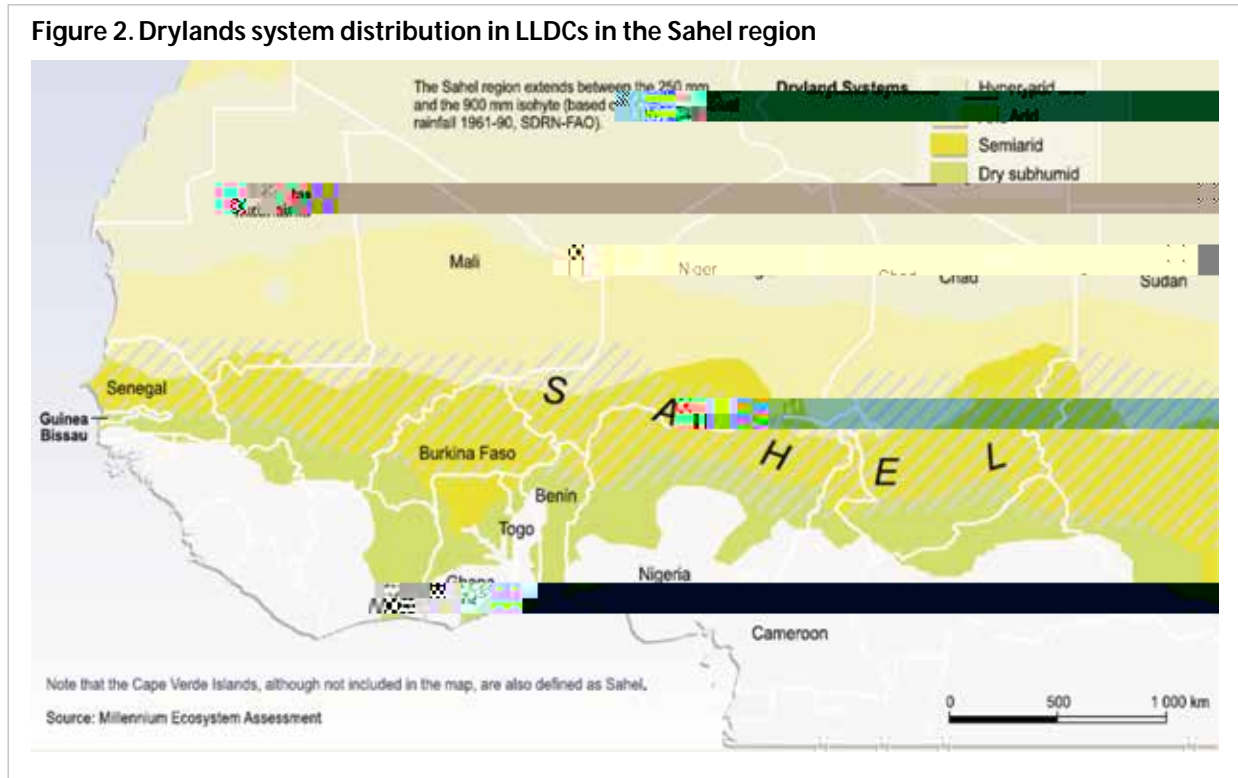 Figure 2. Drylands system distribution in LLDCs in the Sahel region
The Sahel region extends between the 250 mm
and the 900 mm isohyte (based
rainfall 1961-90, SDRN-FAO).
Dryland Systems
Hyper-arid
Arid
Semiarid
Dry subhumid
Mali
Niger
Chad
Sudan
Senegal
Guinea
Bissau
S A H E L
Burkina Faso
Benin
Togo
Ghana
Nigeria
Cameroon
Note that the Cape Verde Islands, although not included in the map, are also defined as Sahel.
Source: Millennium Ecosystem Assessment
0 500 1 000 km